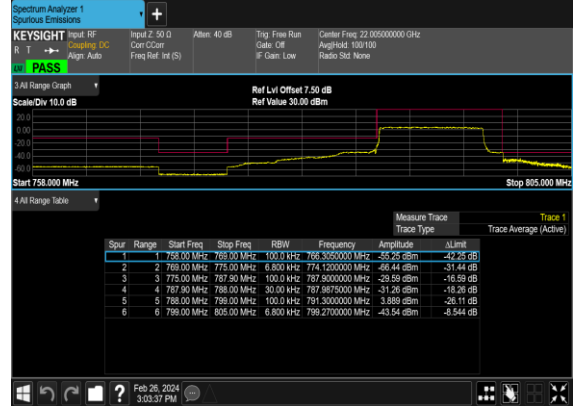 Spectrum Analyzer 1
Spurious Emissions
KEYSIGHT Input: RF Input Z: 50 Ω Atten: 40 dB Trig: Free Run Center Freq: 22.005000000 GHz
R T Coupling: DC Corr CCorr Gate: Off Avg|Hold: 100/100
Align: Auto Freq Ref: Int (S) IF Gain: Low Radio Std: None
PASS
3 All Range Graph
Ref Lvl Offset 7.50 dB
Scale/Div 10.0 dB Ref Value 30.00 dBm
20.0
0.00
-20.0
-40.0
-60.0
Start 758.000 MHz Stop 805.000 MHz
4 All Range Table
Measure Trace Trace 1
Trace Type Trace Average (Active)
Spur Range Start Freq Stop Freq RBW Frequency Amplitude ΔLimit
1 1 758.00 MHz 769.00 MHz 100.0 kHz 766.3050000 MHz -55.25 dBm -42.25 dB
2 2 769.00 MHz 775.00 MHz 6.800 kHz 774.1200000 MHz -66.44 dBm -31.44 dB
3 3 775.00 MHz 787.90 MHz 100.0 kHz 787.9000000 MHz -29.59 dBm -16.59 dB
4 4 787.90 MHz 788.00 MHz 30.00 kHz 787.9875000 MHz -31.26 dBm -18.26 dB
5 5 788.00 MHz 799.00 MHz 100.0 kHz 791.3000000 MHz 3.889 dBm -26.11 dB
6 6 799.00 MHz 805.00 MHz 6.800 kHz 799.2700000 MHz -43.54 dBm -8.544 dB
Feb 26, 2024
3:03:37 PM